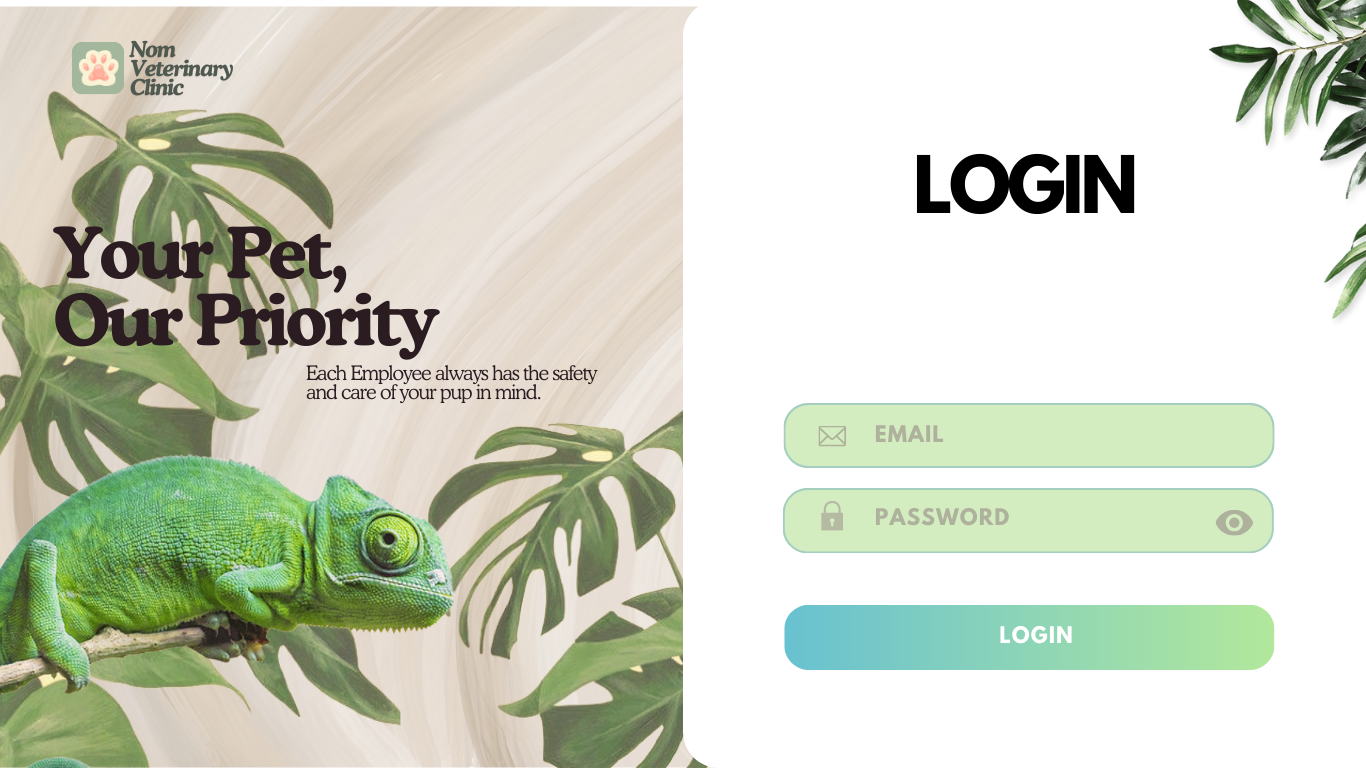 Nom
Veterinary
Clinic
Your Pet,
Our Priority
Each Employee always has the safety
and care of your pup in mind.
LOGIN
EMAIL
PASSWORD
LOGIN